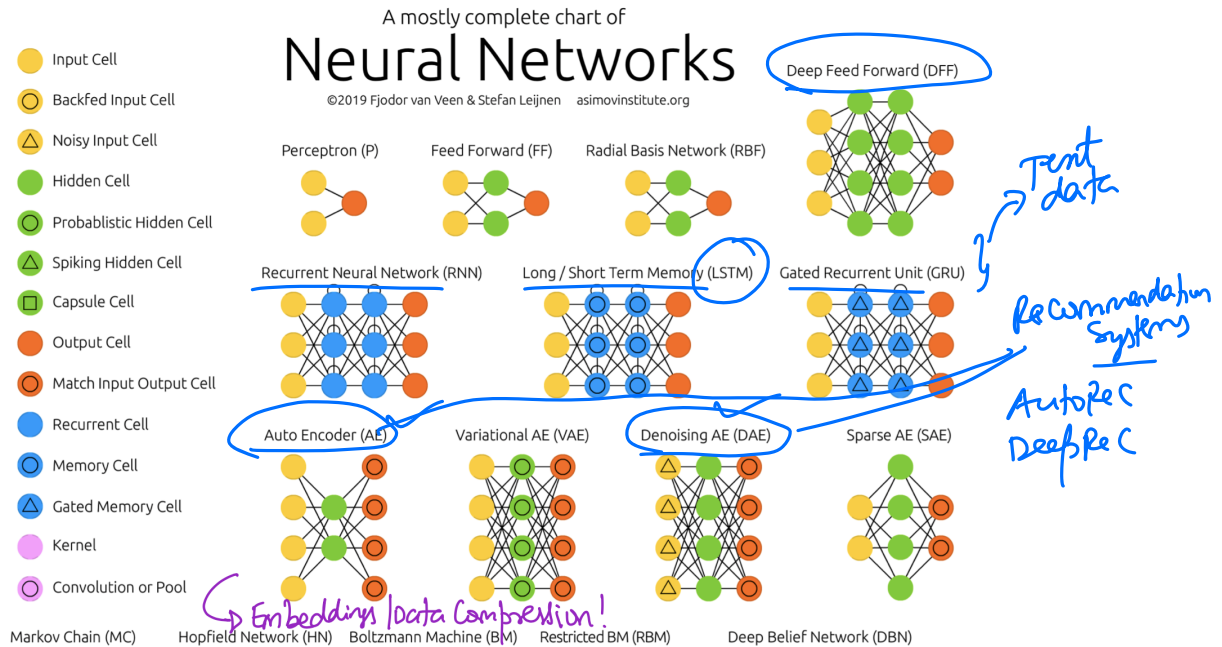 A mostly complete chart of
Neural Networks
©2019 Fjodor van Veen & Stefan Leijnen asimovinstitute.org
Input Cell
Backfed Input Cell
Noisy Input Cell
Hidden Cell
Probablistic Hidden Cell
Spiking Hidden Cell
Capsule Cell
Output Cell
Match Input Output Cell
Recurrent Cell
Memory Cell
Gated Memory Cell
Kernel
Convolution or Pool
Deep Feed Forward (DFF)
Perceptron (P)
Feed Forward (FF)
Radial Basis Network (RBF)
Text
data
Recurrent Neural Network (RNN)
Long / Short Term Memory (LSTM)
Gated Recurrent Unit (GRU)
Recommendation
Systems
AutoRec
DeepRec
Auto Encoder (AE)
Variational AE (VAE)
Denoising AE (DAE)
Sparse AE (SAE)
Embeddings/Data Compression!
Markov Chain (MC)
Hopfield Network (HN)
Boltzmann Machine (BM)
Restricted BM (RBM)
Deep Belief Network (DBN)